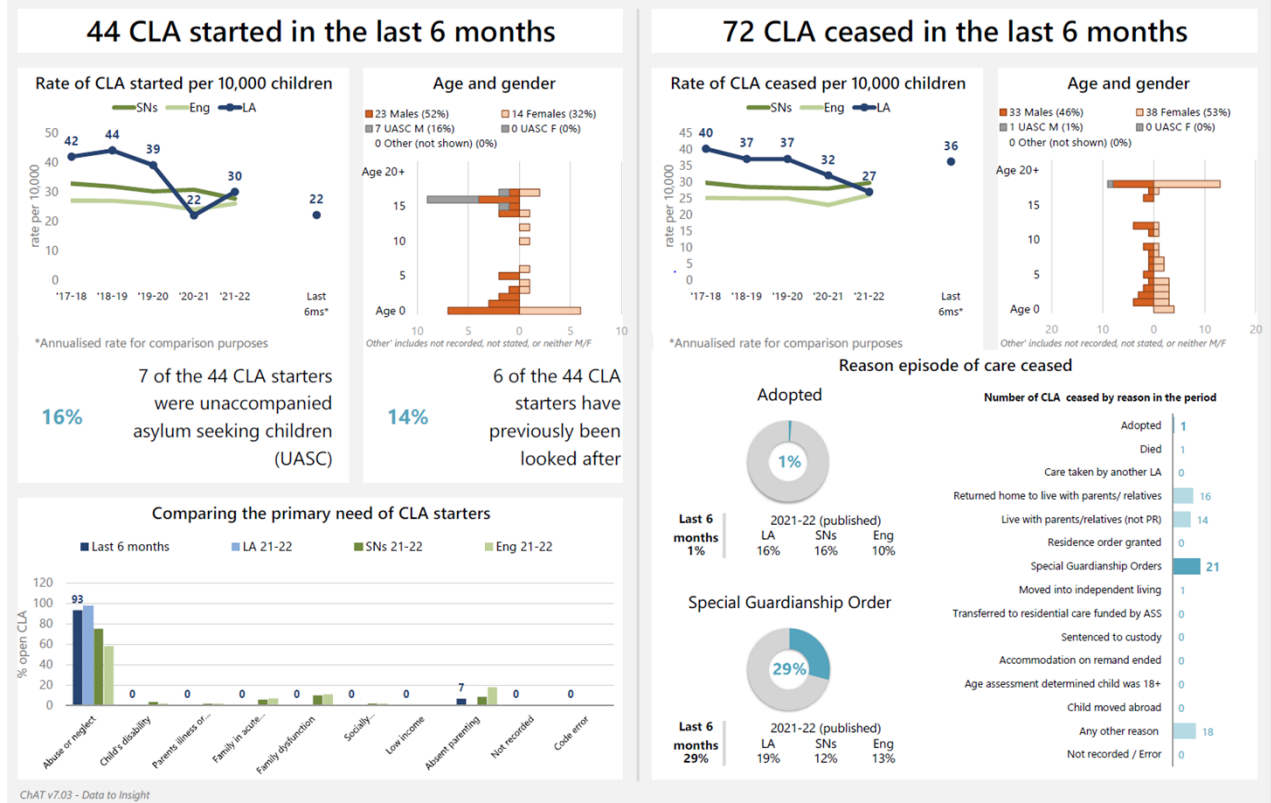 44 CLA started in the last 6 months
Rate of CLA started per 10,000 children
SNs Eng LA
rate per 10,000
50
40
30
20
10
0
42
44
39
22
30
22
'17-18 '18-19 '19-20 '20-21 '21-22 Last
6ms*
*Annualised rate for comparison purposes
Age and gender
23 Males (52%) 14 Females (32%)
7 UASC M (16%) 0 UASC F (0%)
0 Other (not shown) (0%)
Age 20+
15
10
5
Age 0
10 5 0 5 10
Other' includes not recorded, not stated, or neither M/F
16%
7 of the 44 CLA starters
were unaccompanied
asylum seeking children
(UASC)
14%
6 of the 44 CLA
starters have
previously been
looked after
Comparing the primary need of CLA starters
Last 6 months LA 21-22 SNs 21-22 Eng 21-22
% open CLA
120
100
80
60
40
20
0
93 0 0 0 0 0 0 7 0 0
Abuse or neglect
Child's disability
Parents illness or...
Family in acute...
Family dysfunction
Socially...
Low income
Absent parenting
Not recorded
Code error
72 CLA ceased in the last 6 months
Rate of CLA ceased per 10,000 children
SNs Eng LA
rate per 10,000
45
40
35
30
25
20
15
10
5
0
40
37
37
32
27
36
'17-18 '18-19 '19-20 '20-21 '21-22 Last
6ms*
*Annualised rate for comparison purposes
Age and gender
33 Males (46%) 38 Females (53%)
1 UASC M (1%) 0 UASC F (0%)
0 Other (not shown) (0%)
Age 20+
15
10
5
Age 0
20 10 0 10 20
Other' includes not recorded, not stated, or neither M/F
Reason episode of care ceased
Adopted
1%
Last 6
months
1%
2021-22 (published)
LA SNs Eng
16% 16% 10%
Special Guardianship Order
29%
Last 6
months
29%
2021-22 (published)
LA SNs Eng
19% 12% 13%
Number of CLA ceased by reason in the period
Adopted 1
Died 1
Care taken by another LA 0
Returned home to live with parents/ relatives 16
Live with parents/relatives (not PR) 14
Residence order granted 0
Special Guardianship Orders 21
Moved into independent living 1
Transferred to residential care funded by ASS 0
Sentenced to custody 0
Accommodation on remand ended 0
Age assessment determined child was 18+ 0
Child moved abroad 0
Any other reason 18
Not recorded / Error 0
ChAT v7.03 - Data to Insight